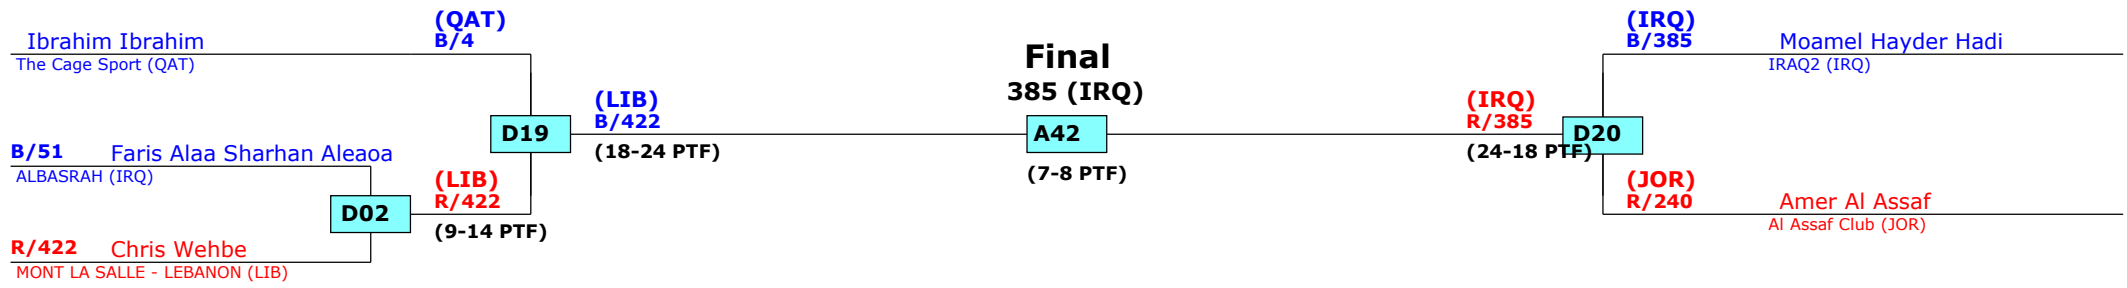 (QAT)
B/4
Ibrahim Ibrahim
The Cage Sport (QAT)
B/51 Faris Alaa Sharhan Aleaoa
ALBASRAH (IRQ)
D02
R/422 Chris Wehbe
MONT LA SALLE - LEBANON (LIB)
(LIB)
R/422
(9-14 PTF)
D19
(LIB)
B/422
(18-24 PTF)
Final
385 (IRQ)
A42
(7-8 PTF)
(IRQ)
R/385
(24-18 PTF)
D20
(IRQ)
B/385 Moamel Hayder Hadi
IRAQ2 (IRQ)
(JOR)
R/240 Amer Al Assaf
Al Assaf Club (JOR)